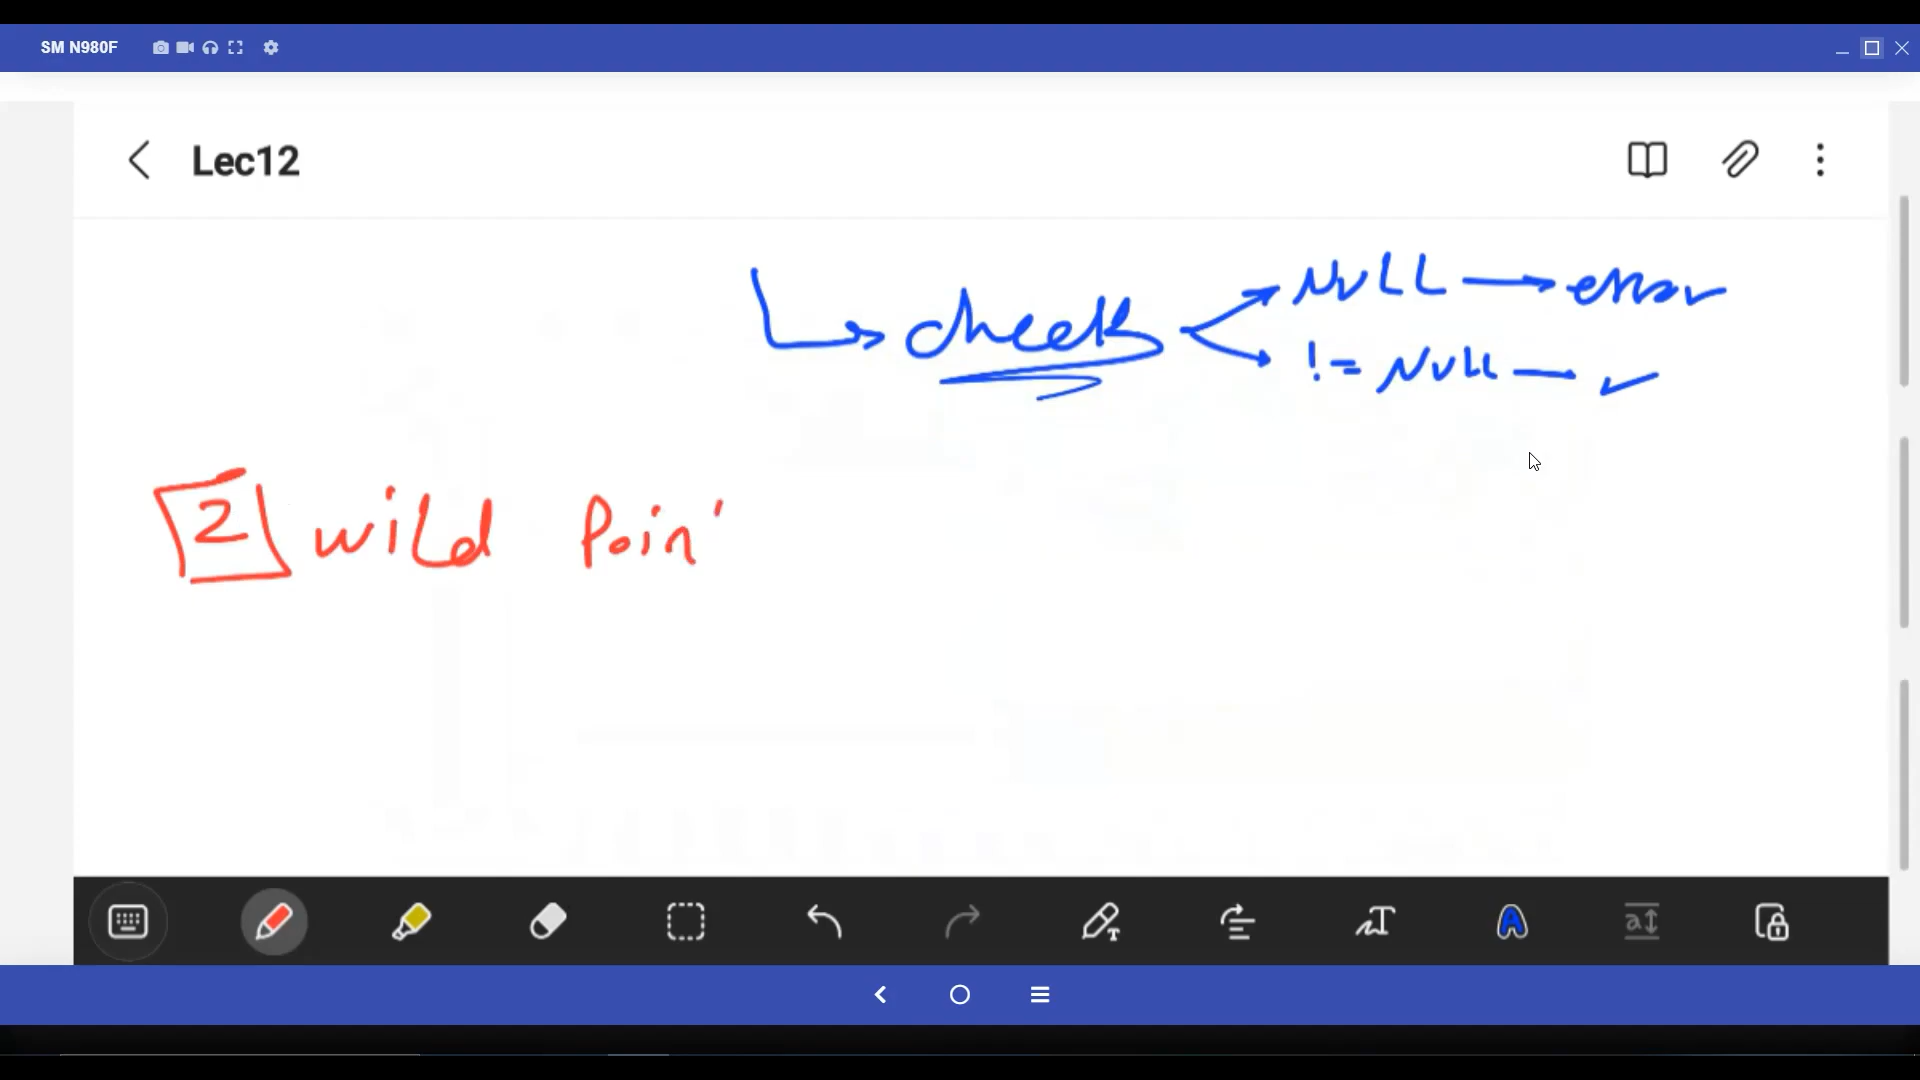 SM N980F
Lec12
check
NULL → error
!= NULL → ✓
2 wild Poin'